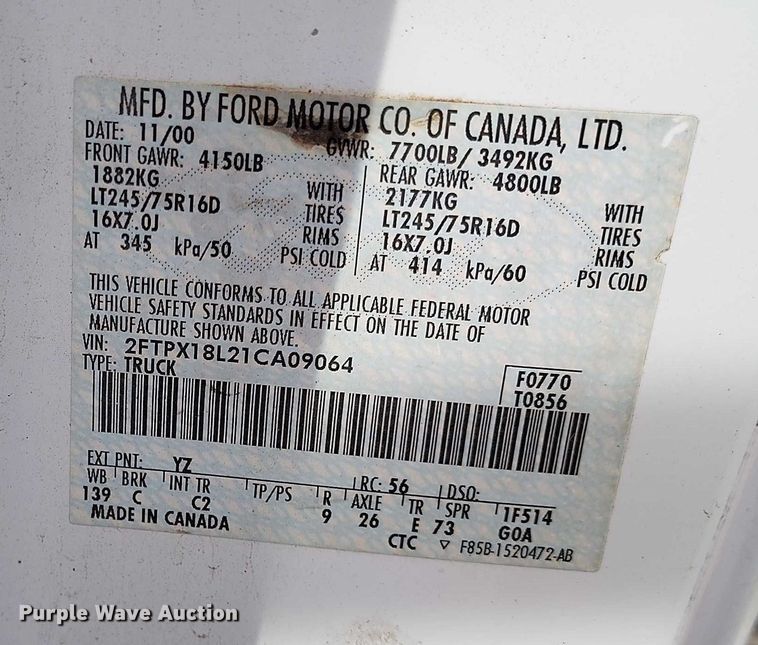 MFD. BY FORD MOTOR CO. OF CANADA, LTD.
DATE: 11/00 GVWR: 7700LB/ 3492KG
FRONT GAWR: 4150LB REAR GAWR: 4800LB
1882KG WITH 2177KG WITH
LT245/75R16D TIRES LT245/75R16D TIRES
16X7.0J RIMS 16X7.0J RIMS
AT 345 kPa/50 PSI COLD AT 414 kPa/60 PSI COLD
THIS VEHICLE CONFORMS TO ALL APPLICABLE FEDERAL MOTOR
VEHICLE SAFETY STANDARDS IN EFFECT ON THE DATE OF
MANUFACTURE SHOWN ABOVE.
VIN: 2FTPX18L21CA09064
TYPE: TRUCK
F0770
T0856
EXT PNT: YZ RC: 56 DSO:
WB BRK INT TR TP/PS R AXLE TR SPR 1F514
139 C C2 9 26 E 73 G0A
MADE IN CANADA CTC ▽ F85B-1520472-AB
Purple Wave Auction